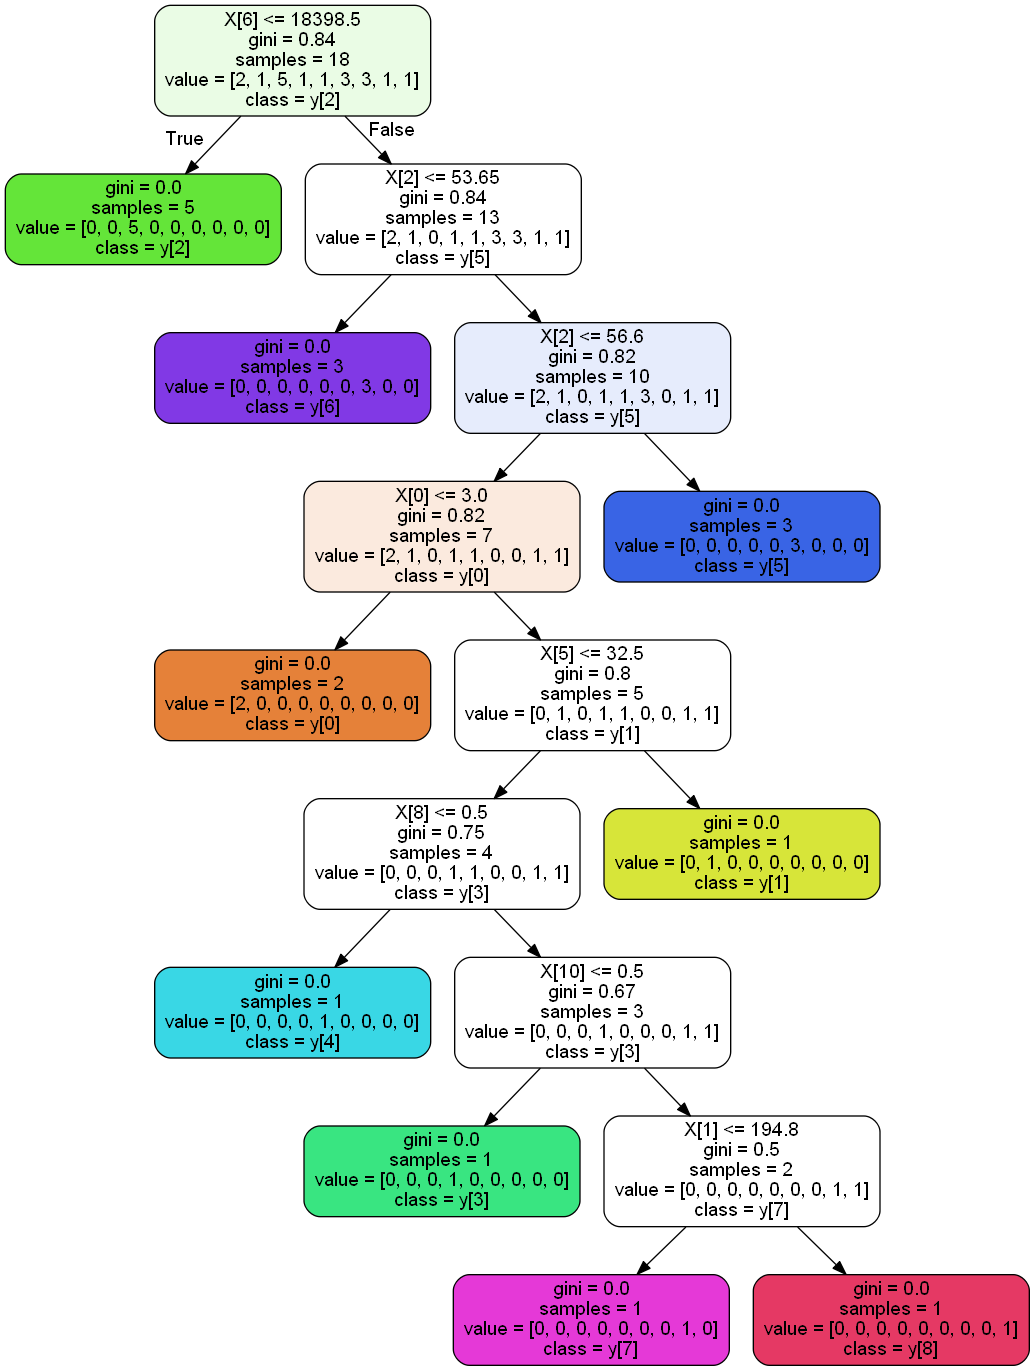 X[6] <= 18398.5
gini = 0.84
samples = 18
value = [2, 1, 5, 1, 1, 3, 3, 1, 1]
class = y[2]
True
False
gini = 0.0
samples = 5
value = [0, 0, 5, 0, 0, 0, 0, 0, 0]
class = y[2]
X[2] <= 53.65
gini = 0.84
samples = 13
value = [2, 1, 0, 1, 1, 3, 3, 1, 1]
class = y[5]
gini = 0.0
samples = 3
value = [0, 0, 0, 0, 0, 0, 3, 0, 0]
class = y[6]
X[2] <= 56.6
gini = 0.82
samples = 10
value = [2, 1, 0, 1, 1, 3, 0, 1, 1]
class = y[5]
X[0] <= 3.0
gini = 0.82
samples = 7
value = [2, 1, 0, 1, 1, 0, 0, 1, 1]
class = y[0]
gini = 0.0
samples = 3
value = [0, 0, 0, 0, 0, 3, 0, 0, 0]
class = y[5]
gini = 0.0
samples = 2
value = [2, 0, 0, 0, 0, 0, 0, 0, 0]
class = y[0]
X[5] <= 32.5
gini = 0.8
samples = 5
value = [0, 1, 0, 1, 1, 0, 0, 1, 1]
class = y[1]
X[8] <= 0.5
gini = 0.75
samples = 4
value = [0, 0, 0, 1, 1, 0, 0, 1, 1]
class = y[3]
gini = 0.0
samples = 1
value = [0, 1, 0, 0, 0, 0, 0, 0, 0]
class = y[1]
gini = 0.0
samples = 1
value = [0, 0, 0, 0, 1, 0, 0, 0, 0]
class = y[4]
X[10] <= 0.5
gini = 0.67
samples = 3
value = [0, 0, 0, 1, 0, 0, 0, 1, 1]
class = y[3]
gini = 0.0
samples = 1
value = [0, 0, 0, 1, 0, 0, 0, 0, 0]
class = y[3]
X[1] <= 194.8
gini = 0.5
samples = 2
value = [0, 0, 0, 0, 0, 0, 0, 1, 1]
class = y[7]
gini = 0.0
samples = 1
value = [0, 0, 0, 0, 0, 0, 0, 1, 0]
class = y[7]
gini = 0.0
samples = 1
value = [0, 0, 0, 0, 0, 0, 0, 0, 1]
class = y[8]